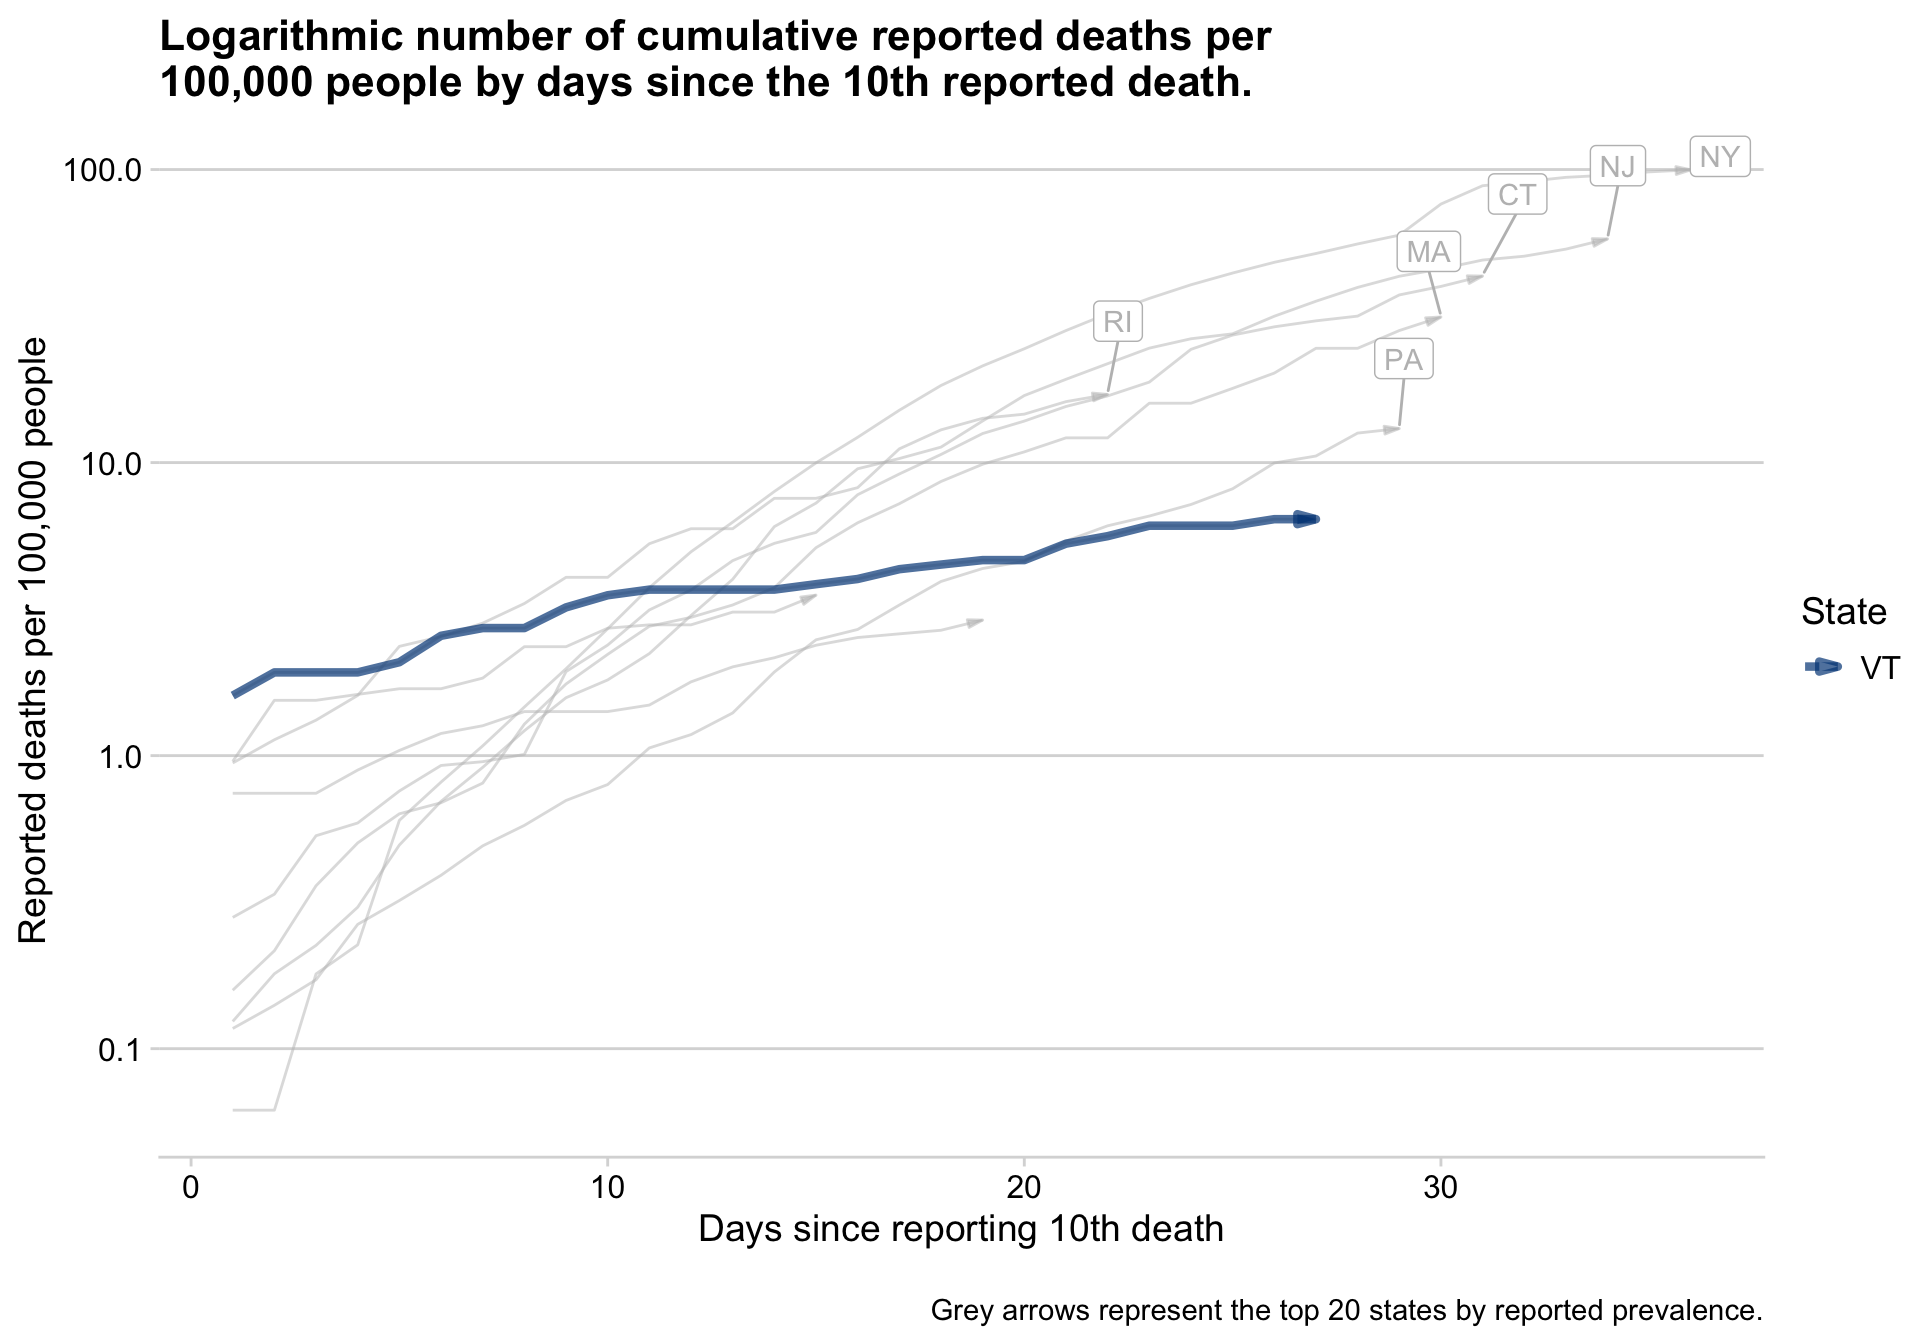 Logarithmic number of cumulative reported deaths per
100,000 people by days since the 10th reported death.
Reported deaths per 100,000 people
100.0
10.0
1.0
0.1
NY
NJ
CT
MA
RI
PA
State
VT
0
10
20
30
Days since reporting 10th death
Grey arrows represent the top 20 states by reported prevalence.